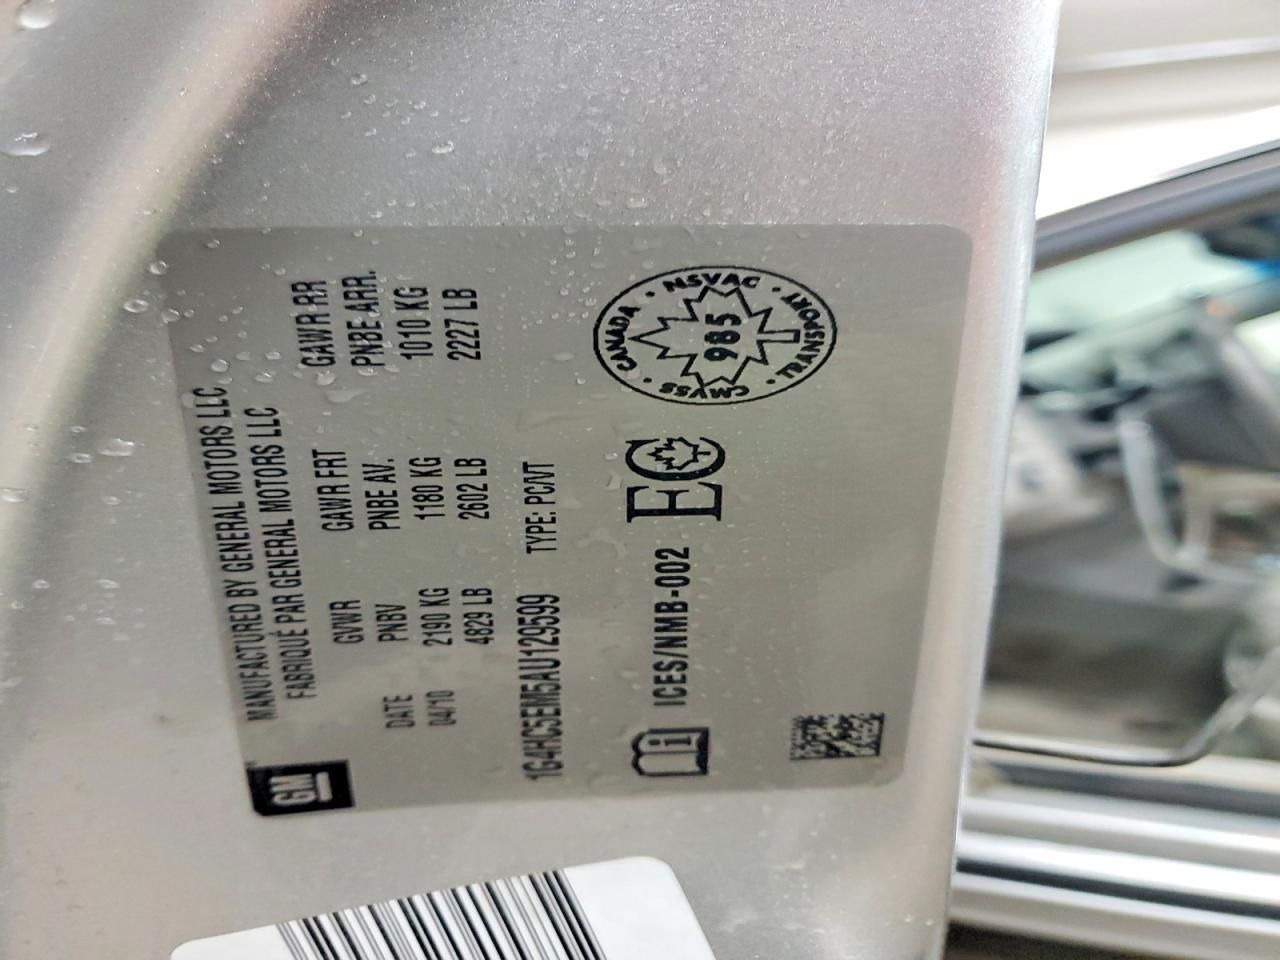 GM
MANUFACTURED BY GENERAL MOTORS LLC
FABRIQUÉ PAR GENERAL MOTORS LLC
DATE GVWR GAWR FRT GAWR RR
04/10 PNBV PNBE AV. PNBE ARR.
2190 KG 1180 KG 1010 KG
4829 LB 2602 LB 2227 LB
1G4HC5EM5AU129599 TYPE: PC/VT
ICES/NMB-002 EC
CANADA · NSVAC · TRANSPORT · CMVSS ·
985